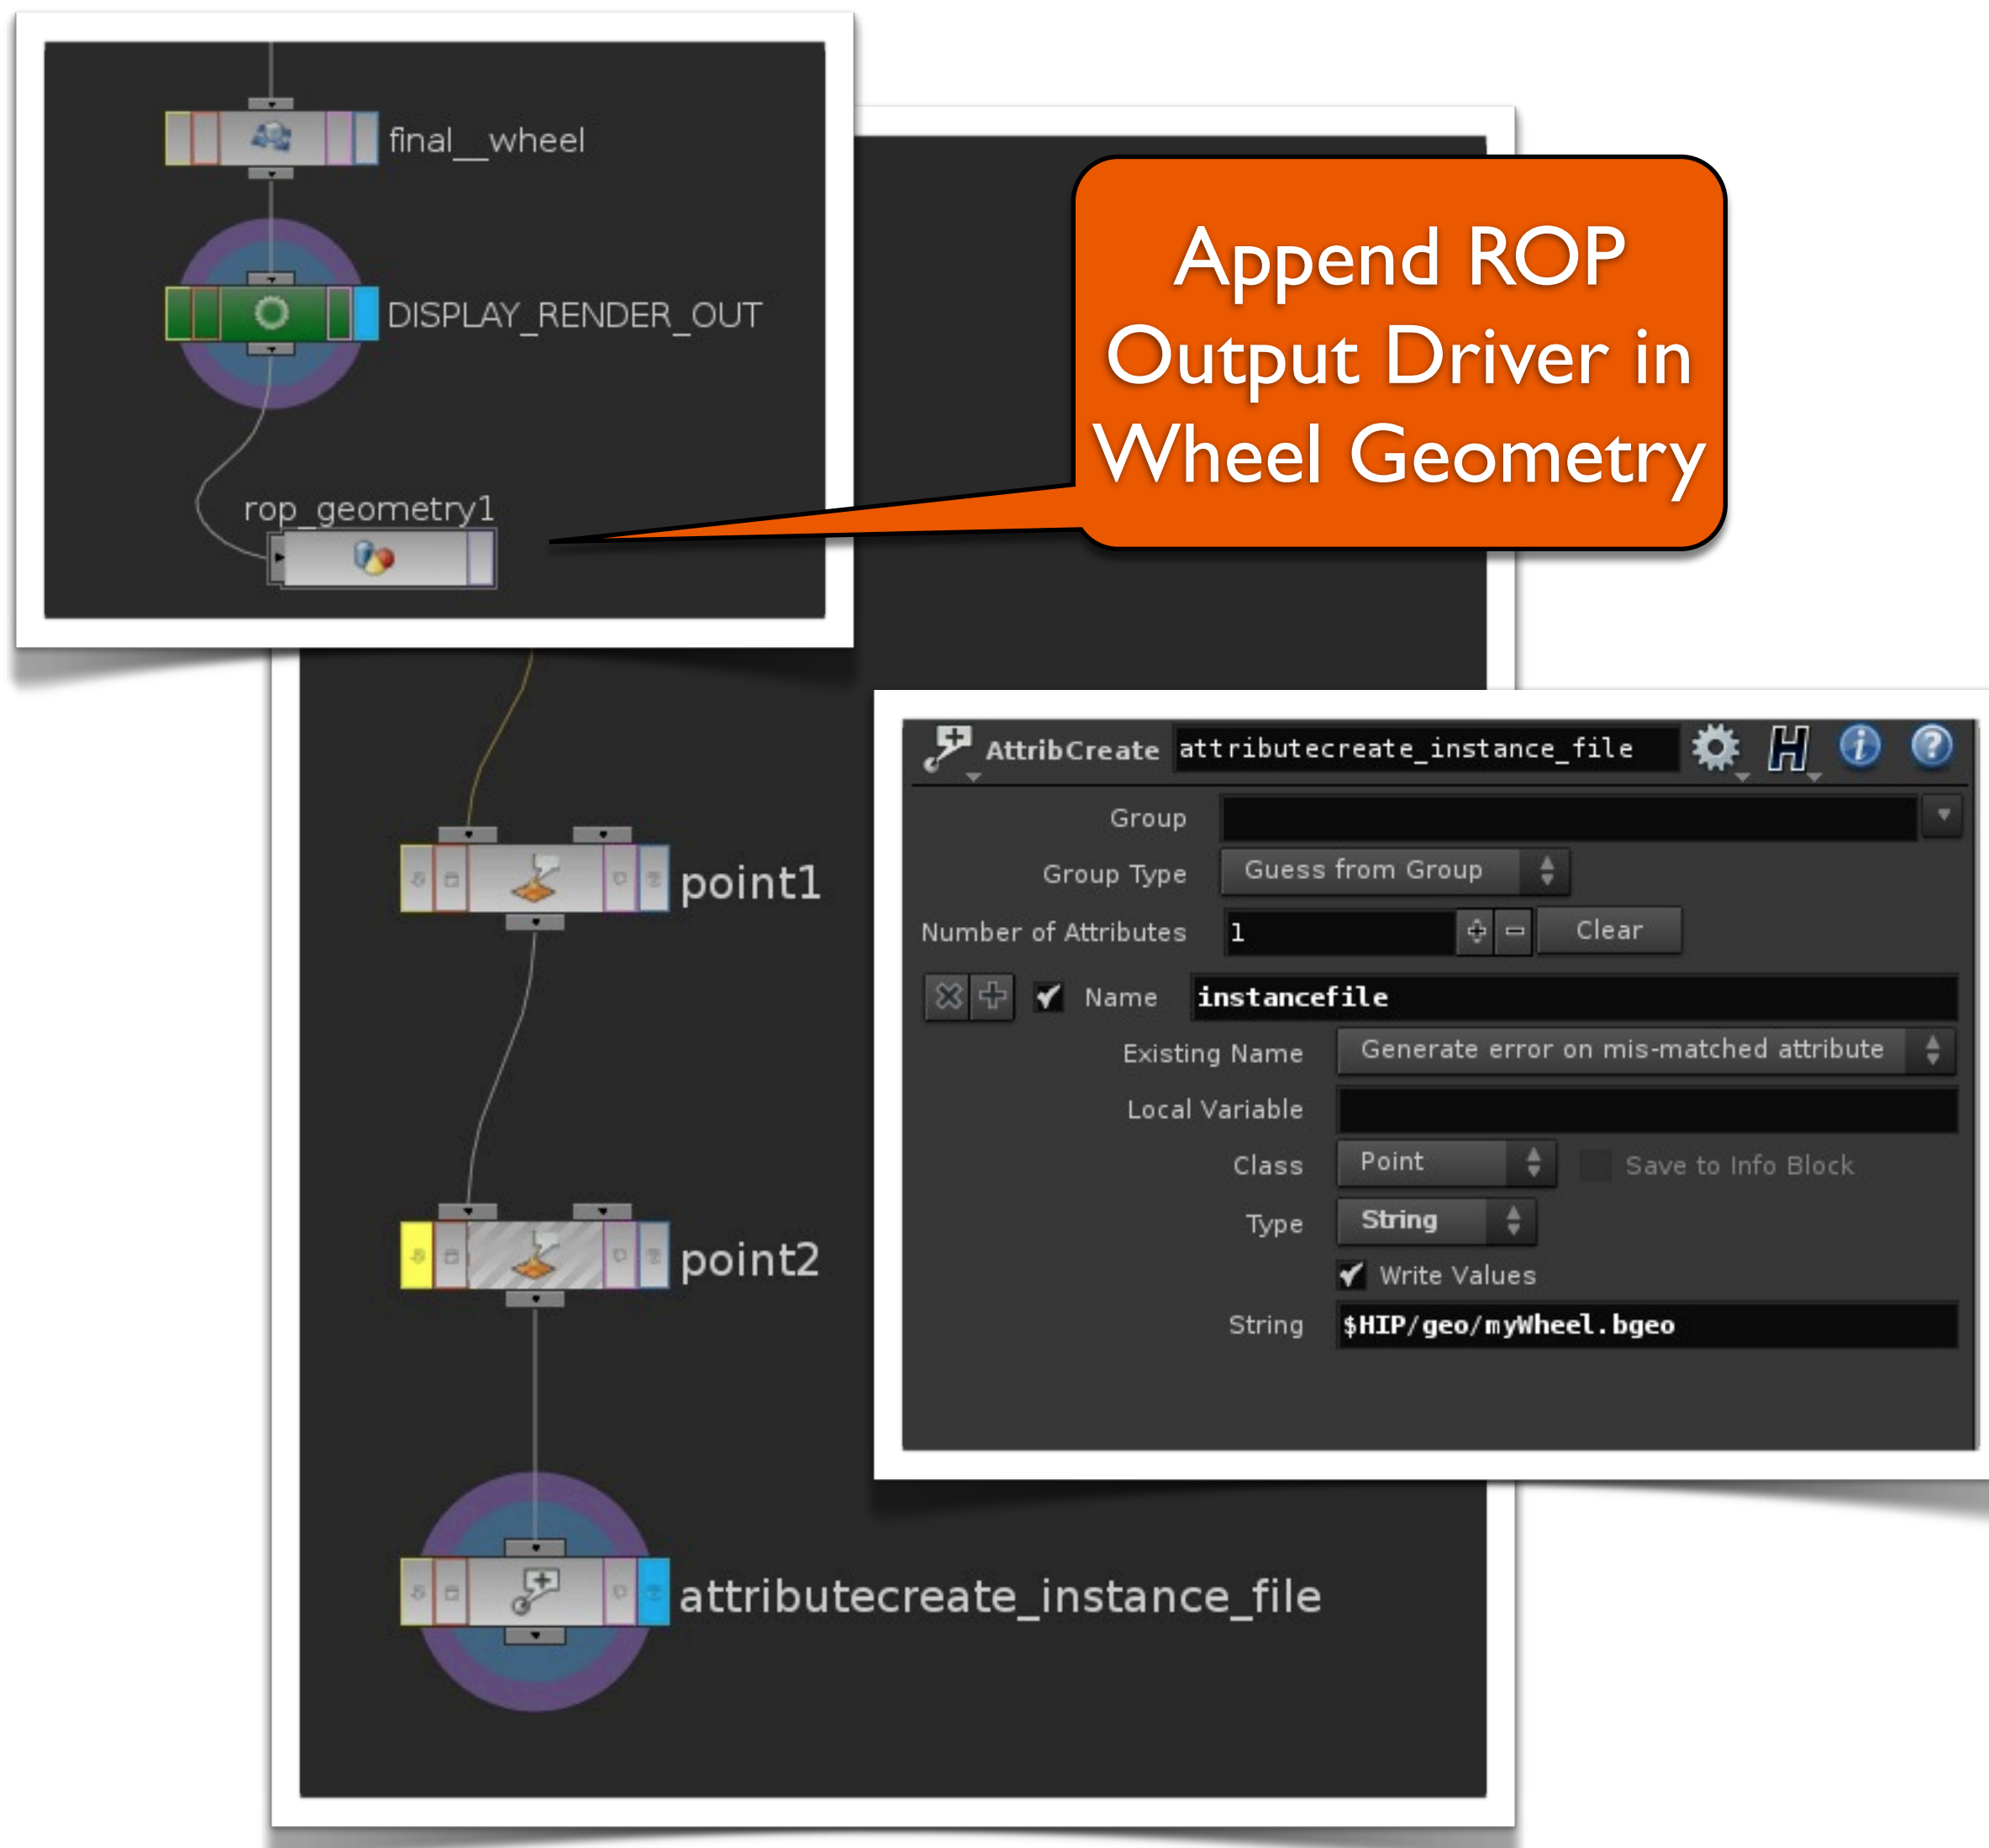 final__wheel
DISPLAY_RENDER_OUT
rop_geometry1
Append ROP
Output Driver in
Wheel Geometry
point1
point2
attributecreate_instance_file
AttribCreate attributecreate_instance_file
Group
Group Type Guess from Group
Number of Attributes 1 Clear
Name instancefile
Existing Name Generate error on mis-matched attribute
Local Variable
Class Point Save to Info Block
Type String
Write Values
String $HIP/geo/myWheel.bgeo